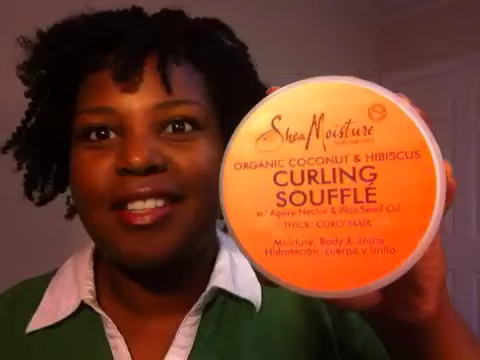 SheaMoisture
ORGANIC COCONUT & HIBISCUS
CURLING
SOUFFLÉ
w/ Agave Nectar & Flax Seed Oil
THICK, CURLY HAIR
Moisture, Body & Shine
Hidratación, cuerpo y brillo